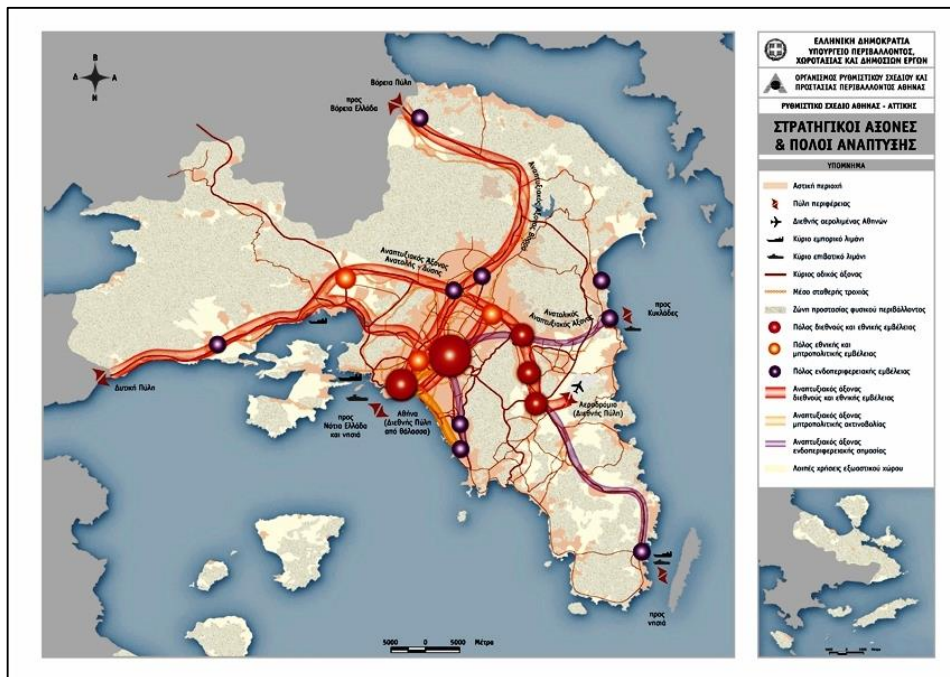 Β
Δ Α
Ν
Βόρεια Πύλη
προς
Βόρεια Ελλάδα
Αναπτυξιακός Άξονας Βορρά
Αναπτυξιακός Άξονας
Ανατολής - Δύσης
Ανατολικός
Αναπτυξιακός Άξονας
προς
Κυκλάδες
Δυτική Πύλη
προς
Νότια Ελλάδα
και νησιά
Αθήνα
(Διεθνής Πύλη
από θάλασσα)
Αεροδρόμιο
(Διεθνής Πύλη)
προς
νησιά
5000 0 5000 Μέτρα
ΕΛΛΗΝΙΚΗ ΔΗΜΟΚΡΑΤΙΑ
ΥΠΟΥΡΓΕΙΟ ΠΕΡΙΒΑΛΛΟΝΤΟΣ,
ΧΩΡΟΤΑΞΙΑΣ ΚΑΙ ΔΗΜΟΣΙΩΝ ΕΡΓΩΝ
ΟΡΓΑΝΙΣΜΟΣ ΡΥΘΜΙΣΤΙΚΟΥ ΣΧΕΔΙΟΥ ΚΑΙ
ΠΡΟΣΤΑΣΙΑΣ ΠΕΡΙΒΑΛΛΟΝΤΟΣ ΑΘΗΝΑΣ
ΡΥΘΜΙΣΤΙΚΟ ΣΧΕΔΙΟ ΑΘΗΝΑΣ - ΑΤΤΙΚΗΣ
ΣΤΡΑΤΗΓΙΚΟΙ ΑΞΟΝΕΣ
& ΠΟΛΟΙ ΑΝΑΠΤΥΞΗΣ
ΥΠΟΜΝΗΜΑ
Αστική περιοχή
Πύλη περιφέρειας
Διεθνής αερολιμένας Αθηνών
Κύριο εμπορικό λιμάνι
Κύριο επιβατικό λιμάνι
Κύριος οδικός άξονας
Μέσα σταθερής τροχιάς
Ζώνη προστασίας φυσικού περιβάλλοντος
Πόλος διεθνούς και εθνικής εμβέλειας
Πόλος εθνικής και
μητροπολιτικής εμβέλειας
Πόλος ενδοπεριφερειακής εμβέλειας
Αναπτυξιακός άξονας
διεθνούς και εθνικής εμβέλειας
Αναπτυξιακός άξονας
μητροπολιτικής ακτινοβολίας
Αναπτυξιακός άξονας
ενδοπεριφερειακής σημασίας
Λοιπές χρήσεις εξωαστικού χώρου